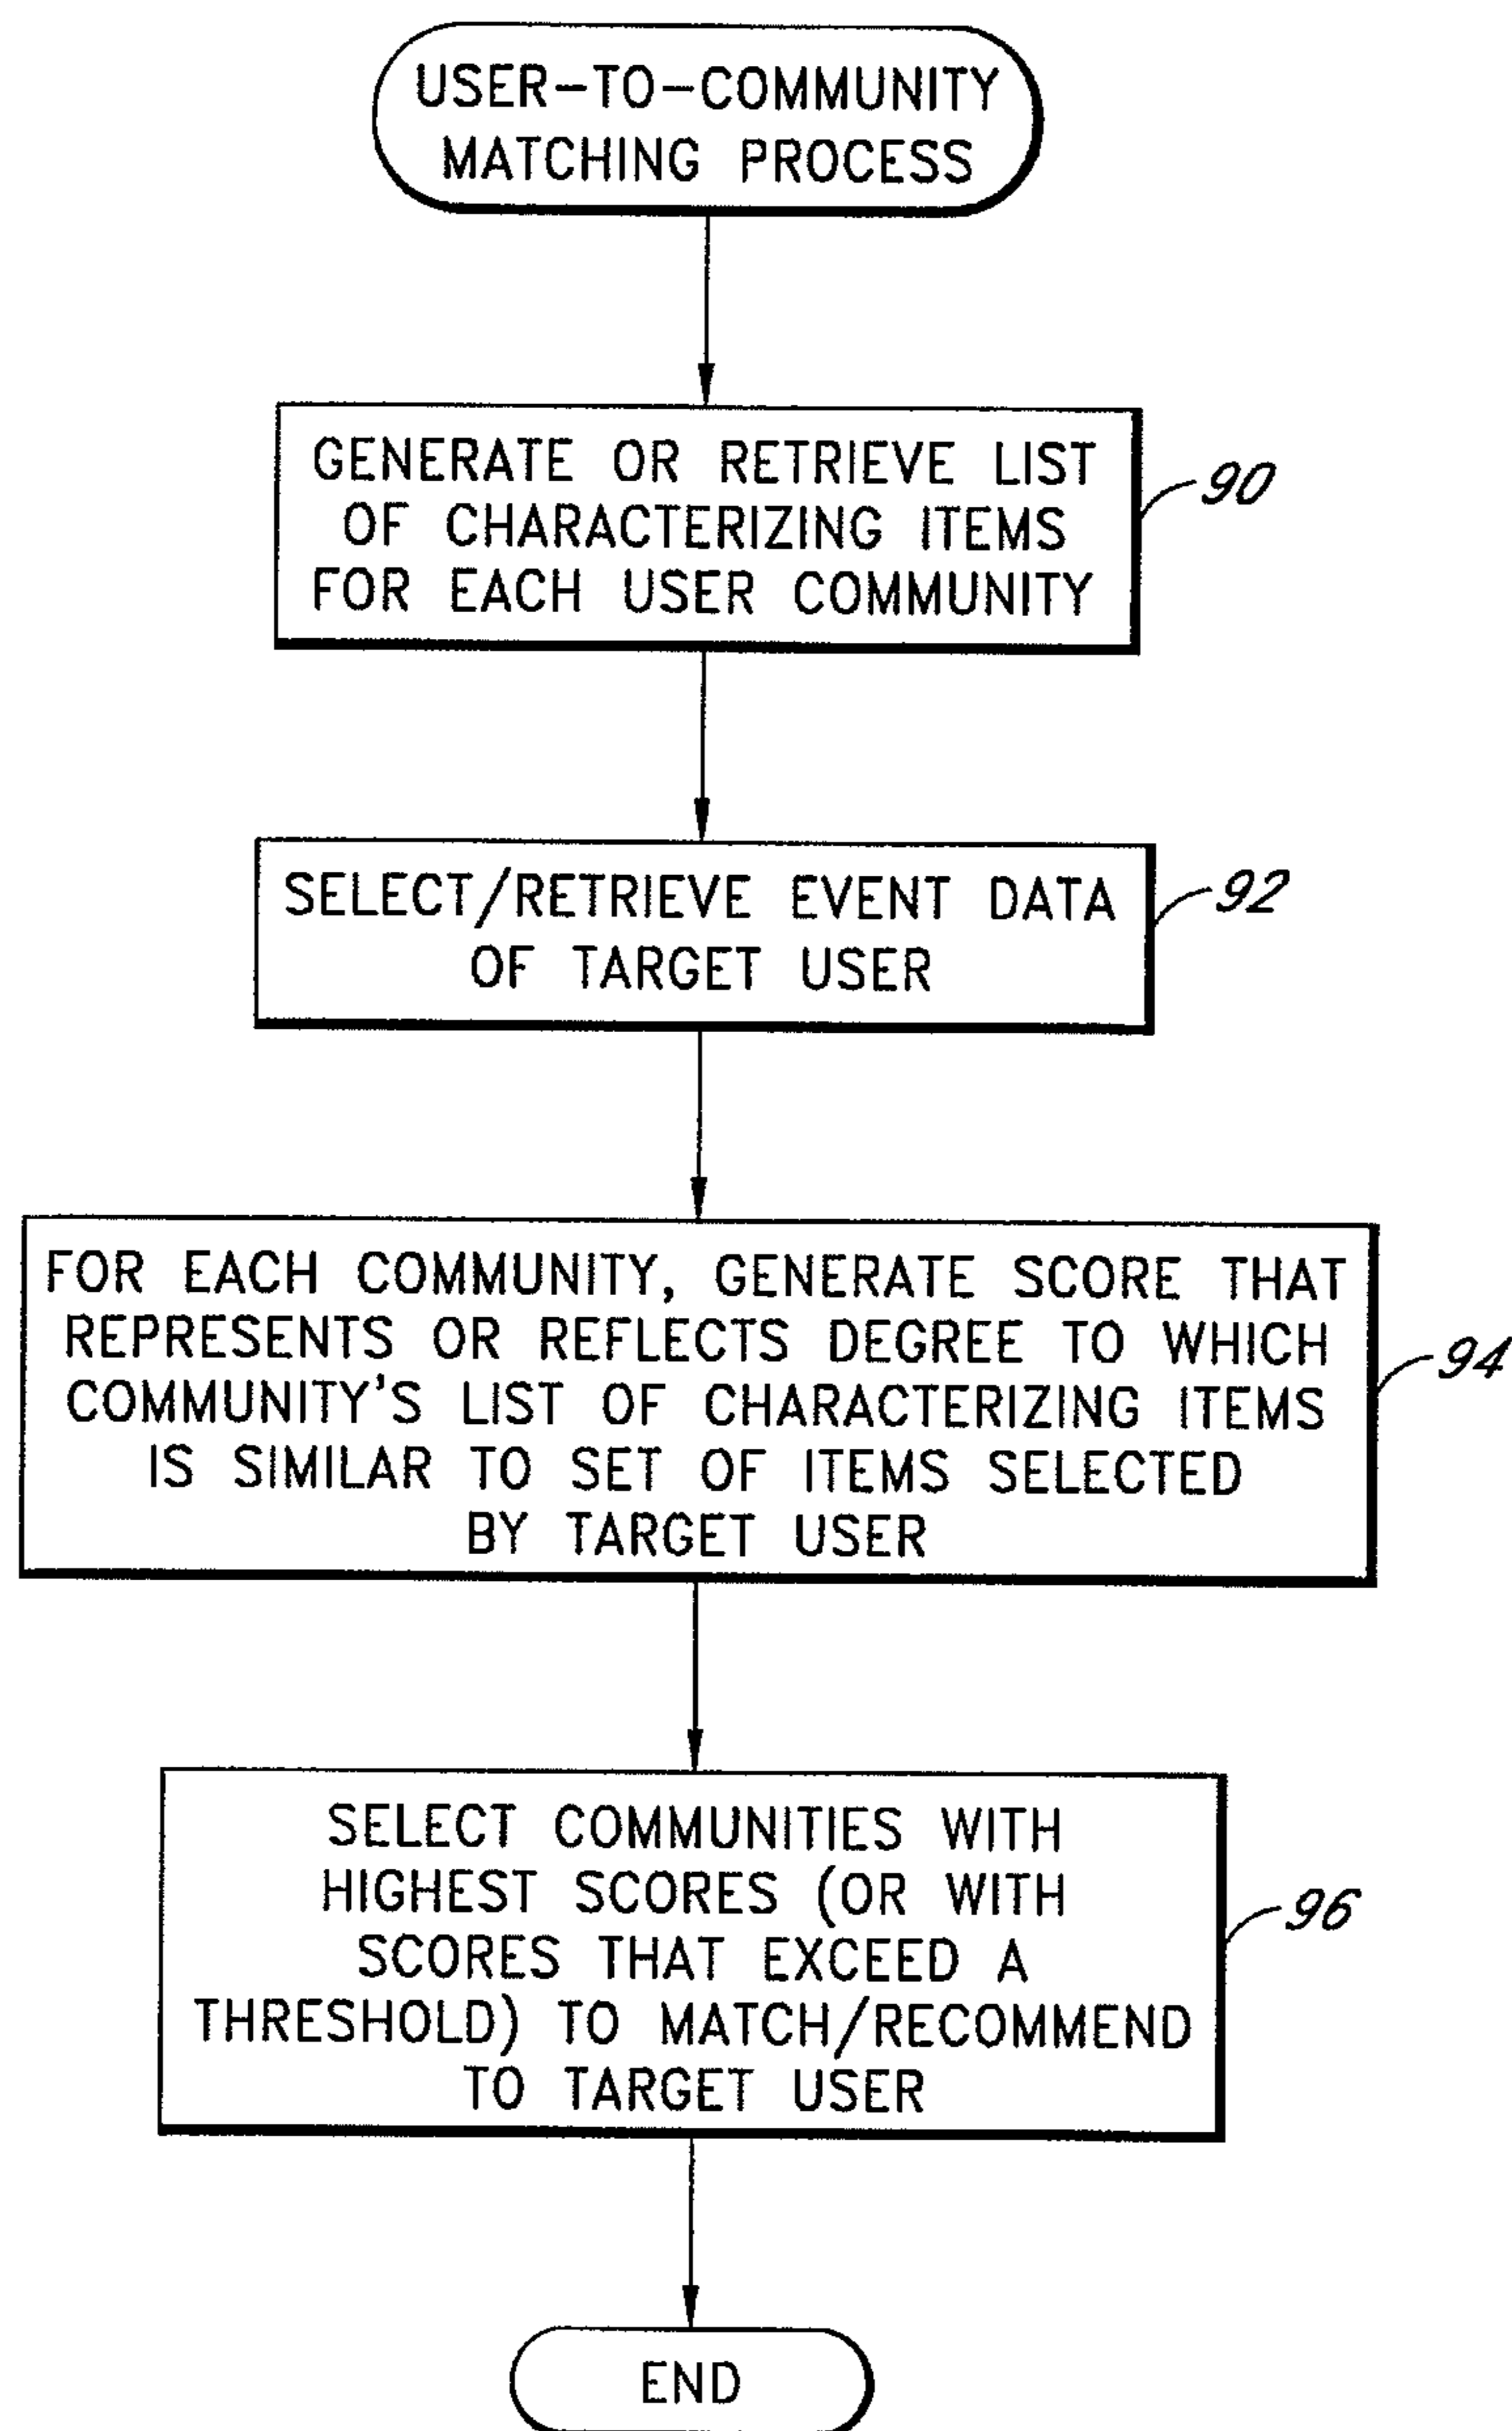 USER-TO-COMMUNITY
MATCHING PROCESS
GENERATE OR RETRIEVE LIST
OF CHARACTERIZING ITEMS
FOR EACH USER COMMUNITY
90
SELECT/RETRIEVE EVENT DATA
OF TARGET USER
92
FOR EACH COMMUNITY, GENERATE SCORE THAT
REPRESENTS OR REFLECTS DEGREE TO WHICH
COMMUNITY'S LIST OF CHARACTERIZING ITEMS
IS SIMILAR TO SET OF ITEMS SELECTED
BY TARGET USER
94
SELECT COMMUNITIES WITH
HIGHEST SCORES (OR WITH
SCORES THAT EXCEED A
THRESHOLD) TO MATCH/RECOMMEND
TO TARGET USER
96
END